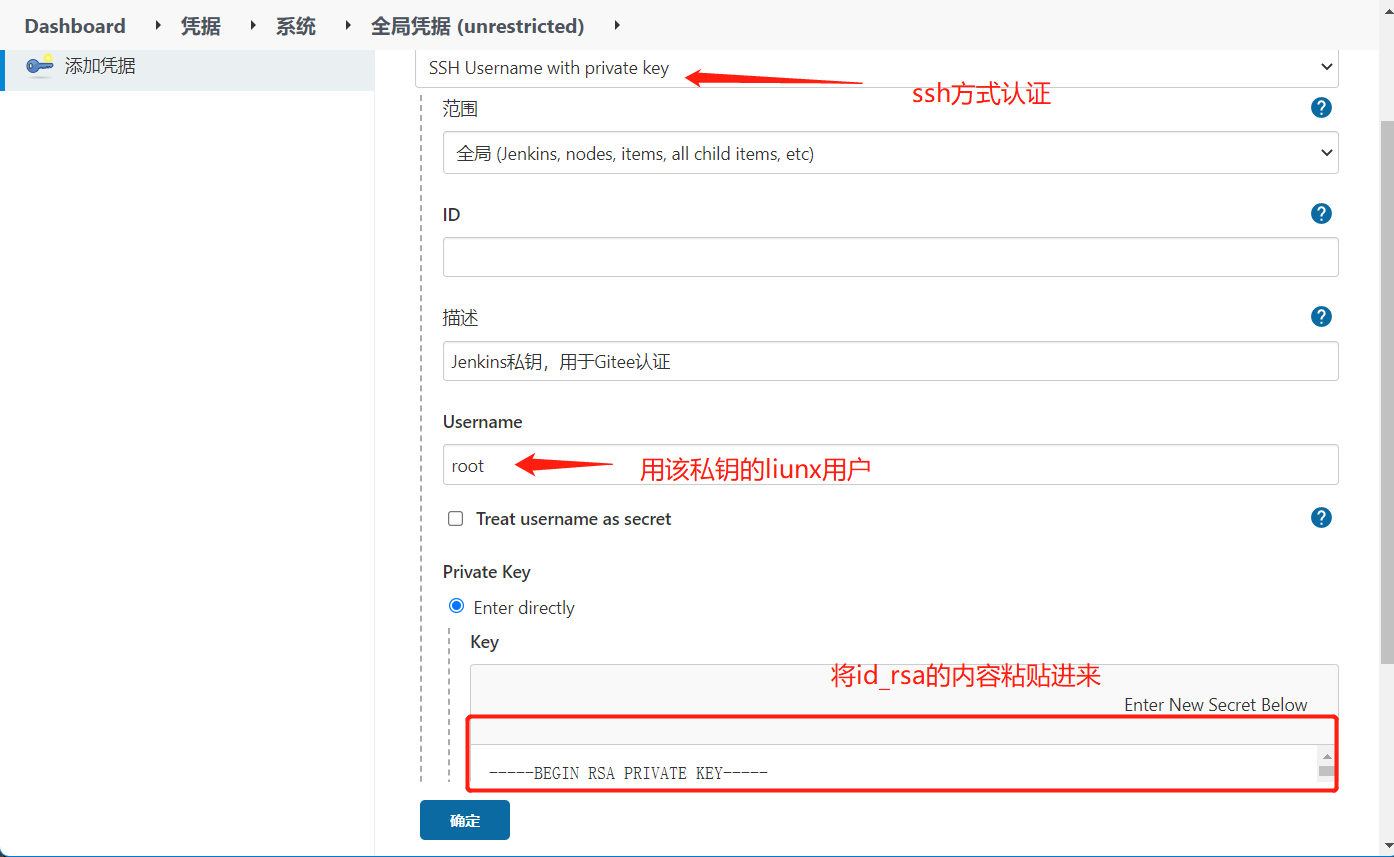 Dashboard 凭据 系统 全局凭据 (unrestricted)
添加凭据
SSH Username with private key
ssh方式认证
范围
全局 (Jenkins, nodes, items, all child items, etc)
ID
描述
Jenkins私钥，用于Gitee认证
Username
root
用该私钥的liunx用户
Treat username as secret
Private Key
Enter directly
Key
将id_rsa的内容粘贴进来
Enter New Secret Below
-----BEGIN RSA PRIVATE KEY-----
确定